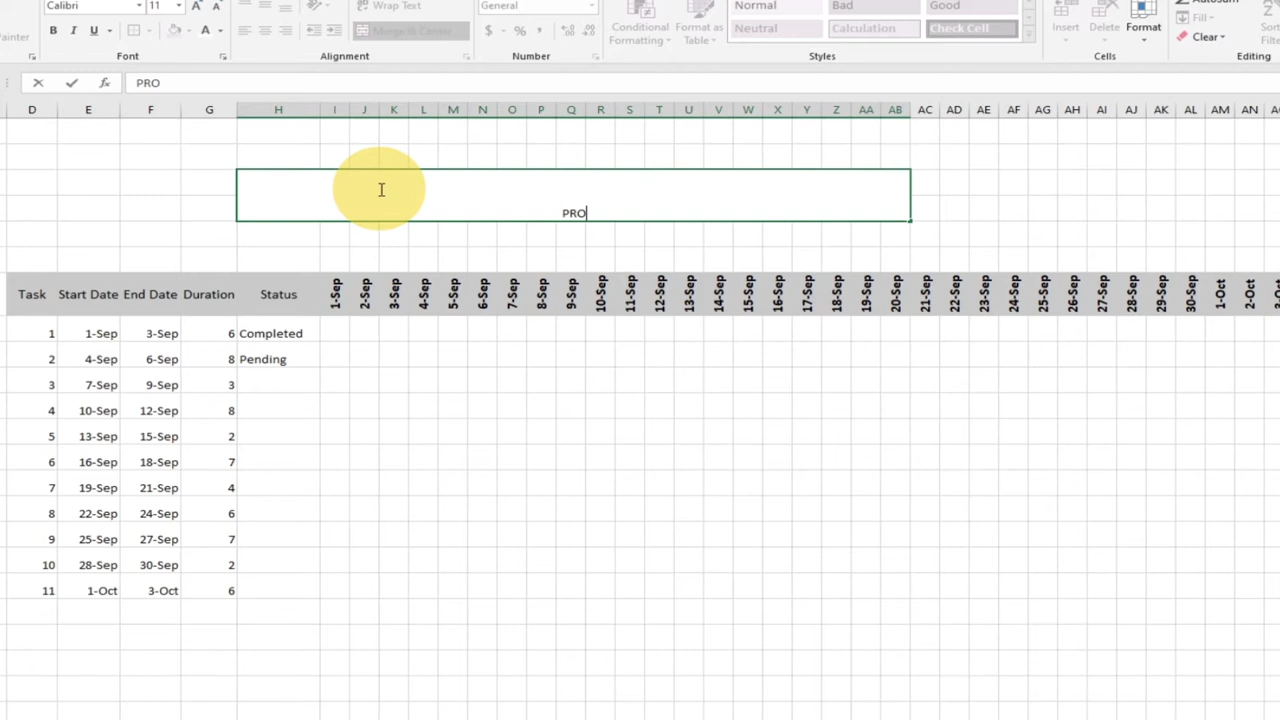 Calibri 11 A A Wrap Text General Conditional Format as Normal Bad Good Insert Delete Format Fill
Painter B I U A Merge & Center $ % Formatting Table Neutral Calculation Check Cell Clear
Font Alignment Number Styles Cells Editing
fx PRO
D E F G H I J K L M N O P Q R S T U V W X Y Z AA AB AC AD AE AF AG AH AI AJ AK AL AM AN
PRO
Task Start Date End Date Duration Status 1-Sep 2-Sep 3-Sep 4-Sep 5-Sep 6-Sep 7-Sep 8-Sep 9-Sep 10-Sep 11-Sep 12-Sep 13-Sep 14-Sep 15-Sep 16-Sep 17-Sep 18-Sep 19-Sep 20-Sep 21-Sep 22-Sep 23-Sep 24-Sep 25-Sep 26-Sep 27-Sep 28-Sep 29-Sep 30-Sep 1-Oct 2-Oct
1 1-Sep 3-Sep 6 Completed
2 4-Sep 6-Sep 8 Pending
3 7-Sep 9-Sep 3
4 10-Sep 12-Sep 8
5 13-Sep 15-Sep 2
6 16-Sep 18-Sep 7
7 19-Sep 21-Sep 4
8 22-Sep 24-Sep 6
9 25-Sep 27-Sep 7
10 28-Sep 30-Sep 2
11 1-Oct 3-Oct 6